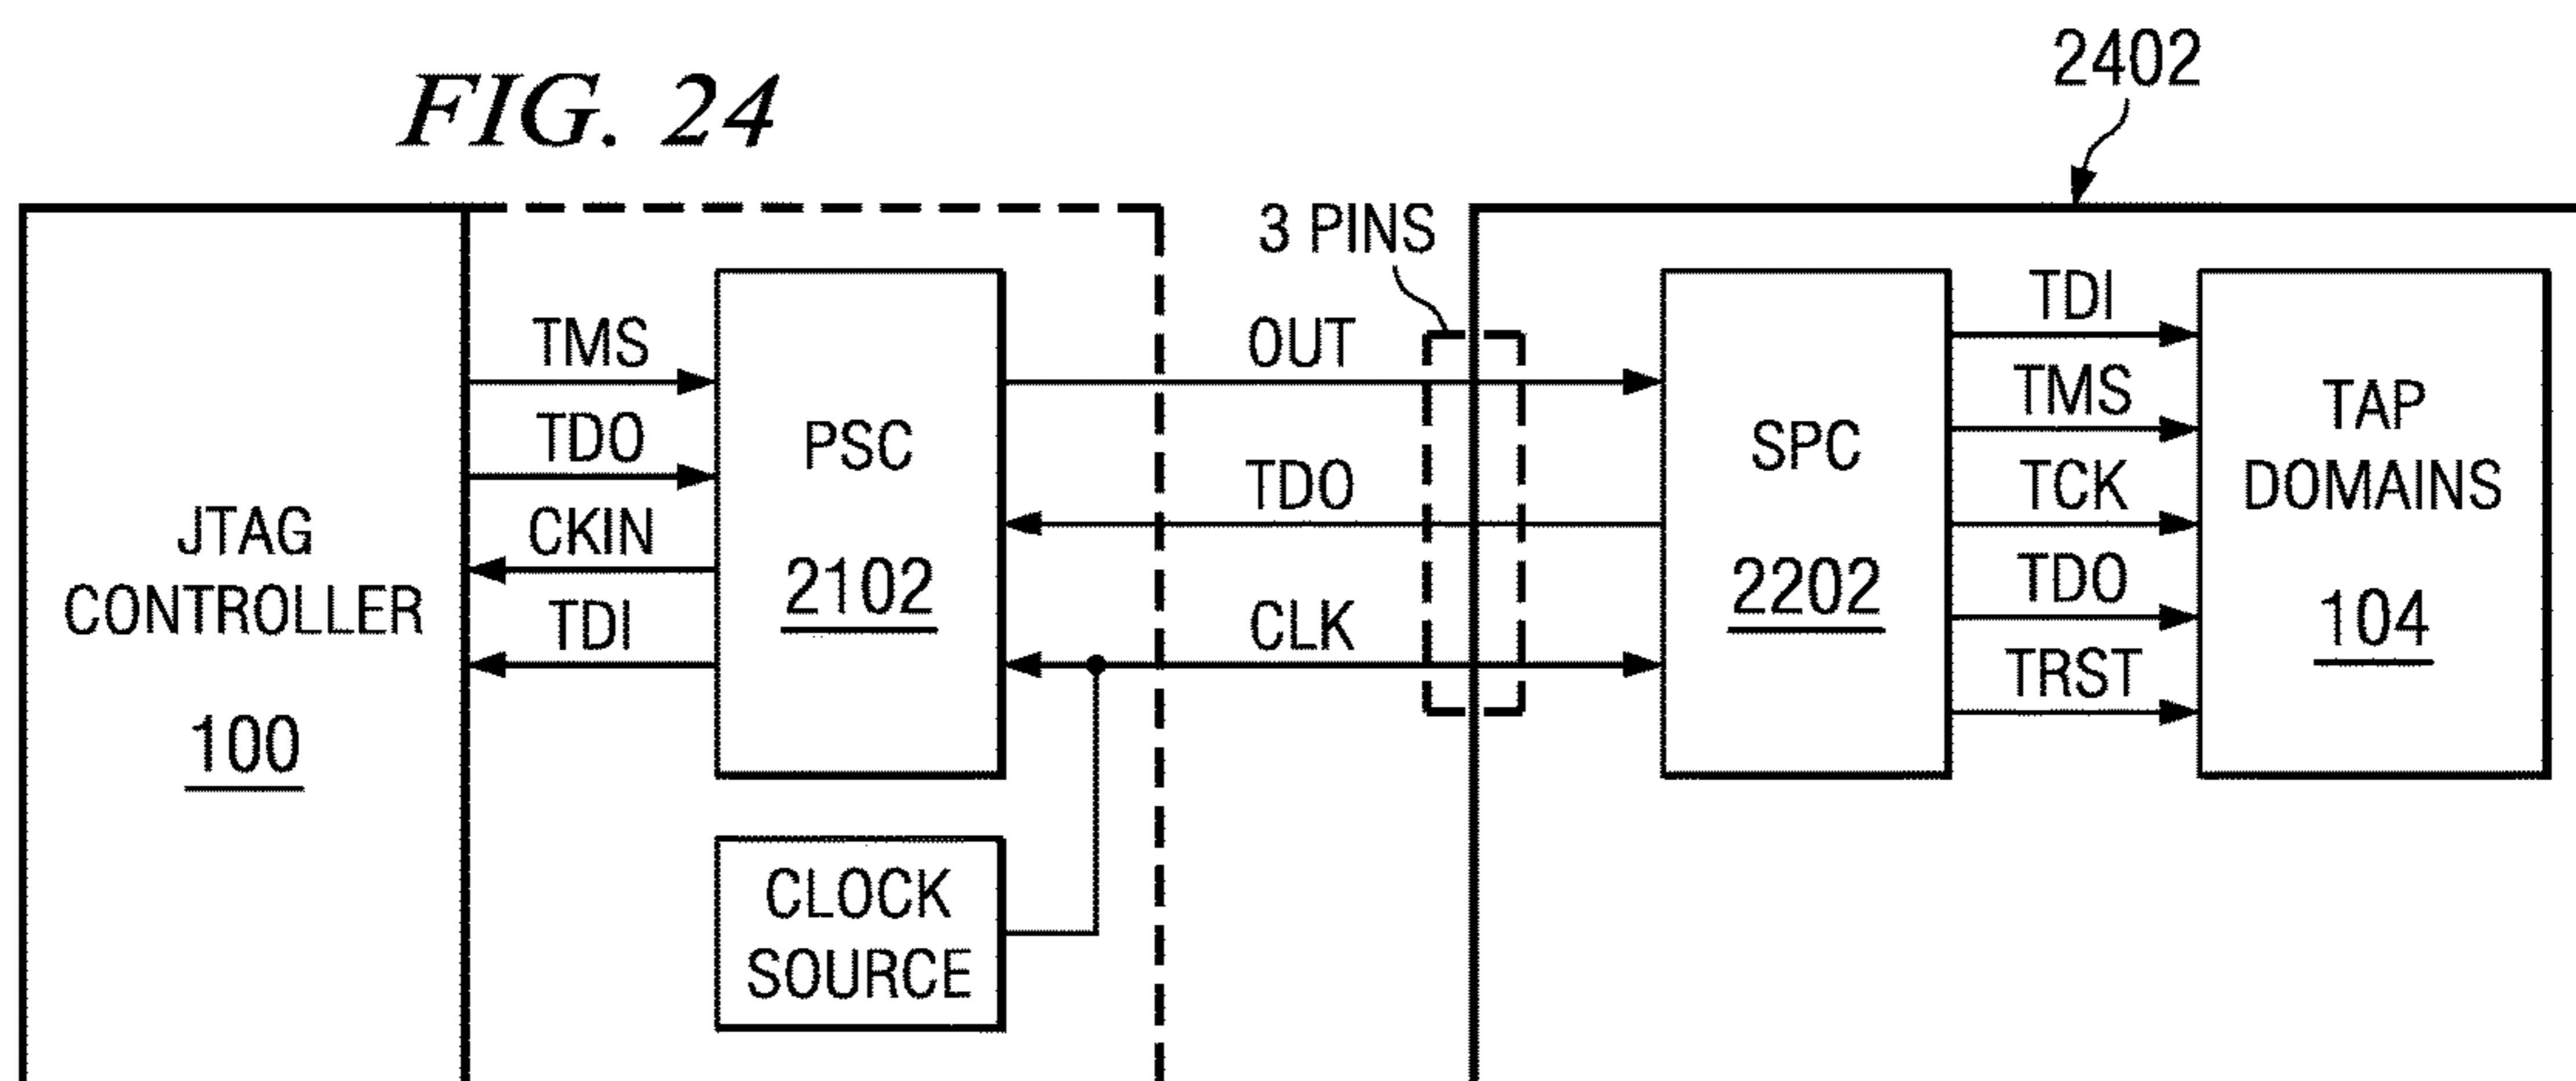 FIG. 24
2402
3 PINS
JTAG
CONTROLLER
100
TMS
TDO
CKIN
TDI
PSC
2102
CLOCK
SOURCE
OUT
TDO
CLK
SPC
2202
TDI
TMS
TCK
TDO
TRST
TAP
DOMAINS
104